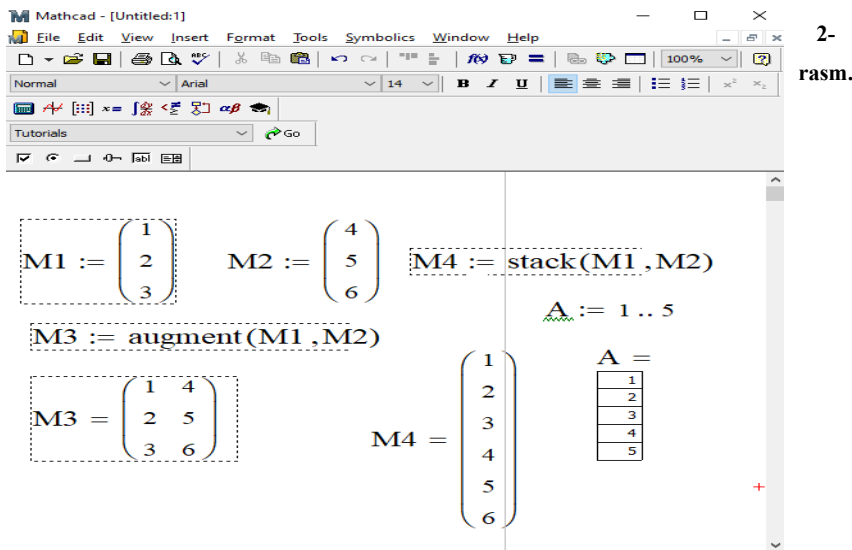 Mathcad - [Untitled:1]
File Edit View Insert Format Tools Symbolics Window Help
2-
100%
rasm.
Normal Arial 14 B I U
Tutorials Go
M1 := ( 1 2 3 ) M2 := ( 4 5 6 ) M4 := stack(M1 ,M2)
A := 1 .. 5
M3 := augment(M1 ,M2)
A =
1
2
3
4
5
M3 = ( 1 4
2 5
3 6 )
M4 = ( 1
2
3
4
5
6 )